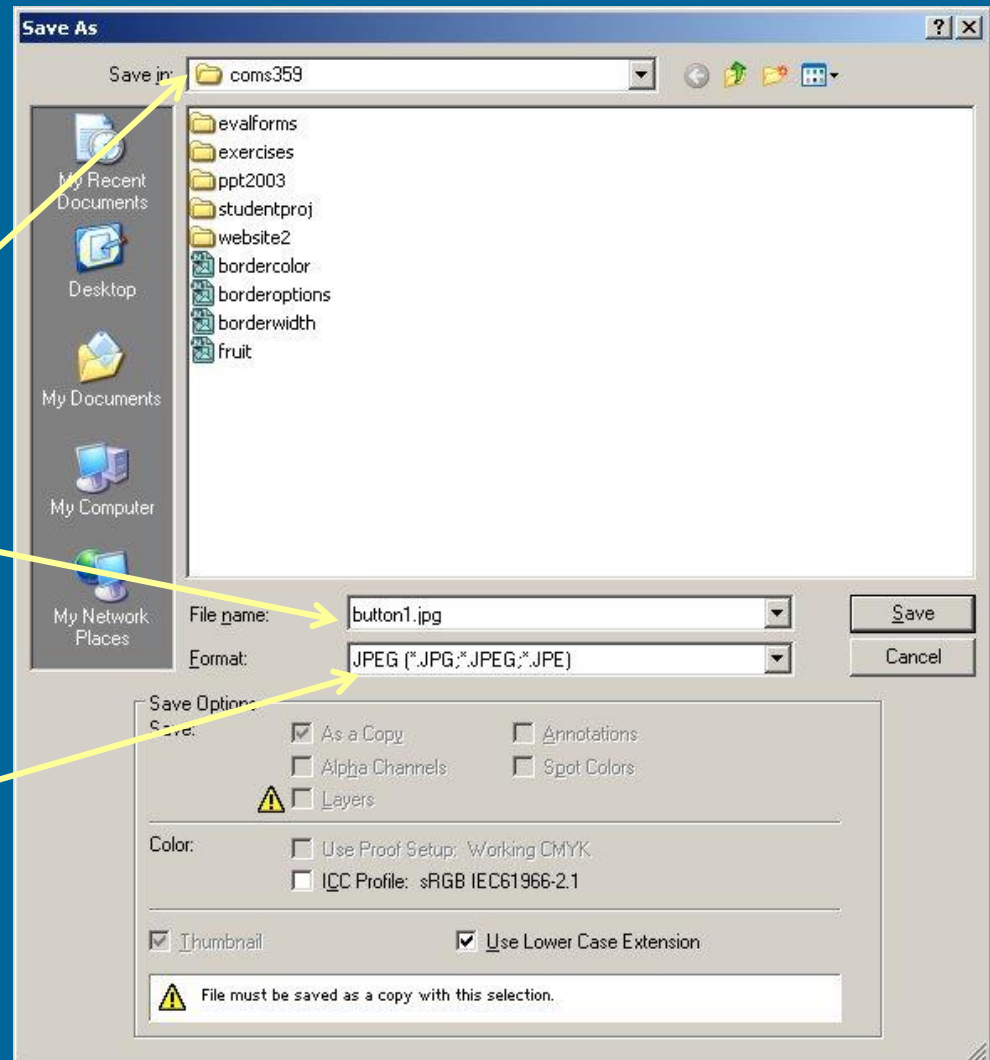 Save As
Save in:
coms359
My Recent
Documents
Desktop
My Documents
My Computer
My Network
Places
evalforms
exercises
ppt2003
studentproj
website2
bordercolor
borderoptions
borderwidth
fruit
File name:
button1.jpg
Save
Format:
JPEG (*.JPG;*.JPEG;*.JPE)
Cancel
Save Options
Save:
As a Copy
Annotations
Alpha Channels
Spot Colors
Layers
Color:
Use Proof Setup: Working CMYK
ICC Profile: sRGB IEC61966-2.1
Thumbnail
Use Lower Case Extension
File must be saved as a copy with this selection.